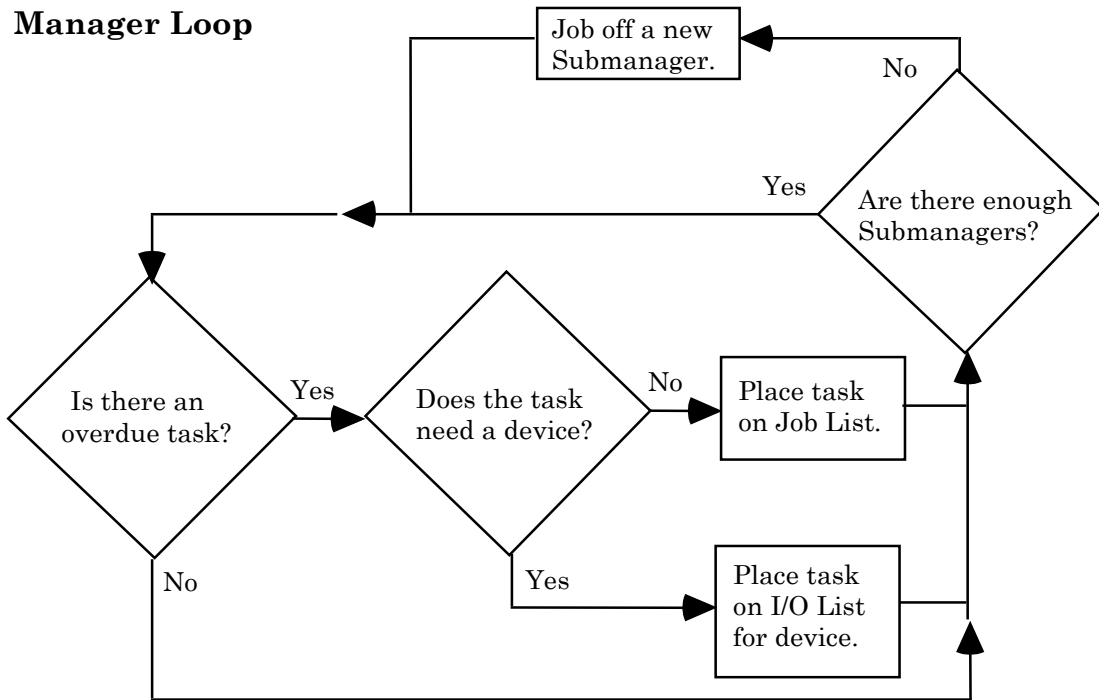 Manager Loop
Job off a new
Submanager.
No
Yes
Are there enough
Submanagers?
Is there an
overdue task?
Yes
Does the task
need a device?
No
Place task
on Job List.
No
Yes
Place task
on I/O List
for device.